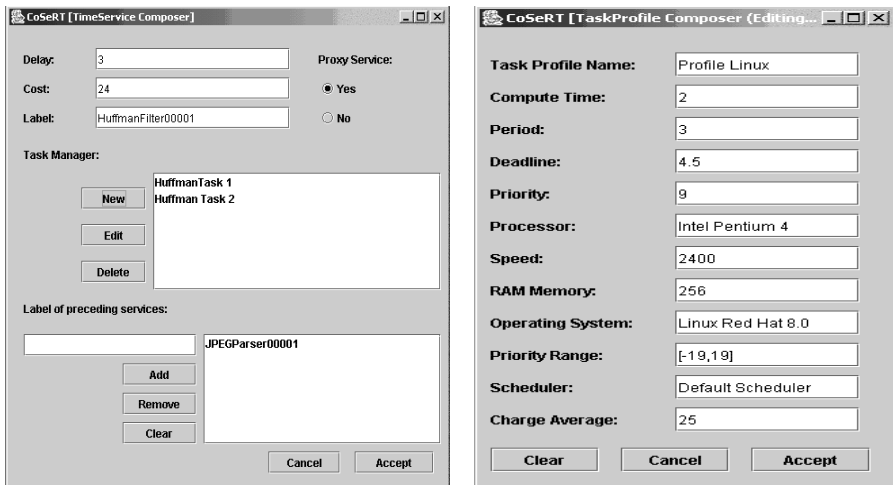 CoSeRT [TimeService Composer]
Delay: 3 Proxy Service:
Cost: 24 Yes
Label: HuffmanFilter00001 No
Task Manager:
HuffmanTask 1
New Huffman Task 2
Edit
Delete
Label of preceding services:
JPEGParser00001
Add
Remove
Clear
Cancel Accept
CoSeRT [TaskProfile Composer (Editing...
Task Profile Name: Profile Linux
Compute Time: 2
Period: 3
Deadline: 4.5
Priority: 9
Processor: Intel Pentium 4
Speed: 2400
RAM Memory: 256
Operating System: Linux Red Hat 8.0
Priority Range: [-19,19]
Scheduler: Default Scheduler
Charge Average: 25
Clear Cancel Accept